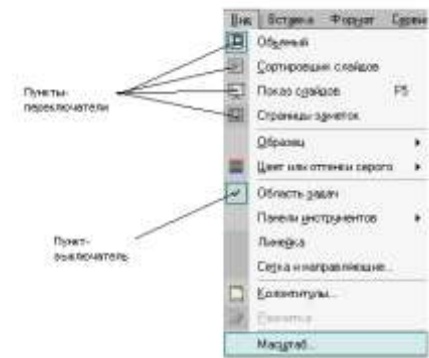 Вид Вставка Формат Сервис
Обычный
Сортировщик слайдов
Пункты-
переключатели
Показ слайдов F5
Страницы заметок
Образец
Цвет или оттенки серого
Область задач
Панели инструментов
Пункт-
выключатель
Линейка
Сетка и направляющие...
Колонтитулы...
Разметка
Масштаб...